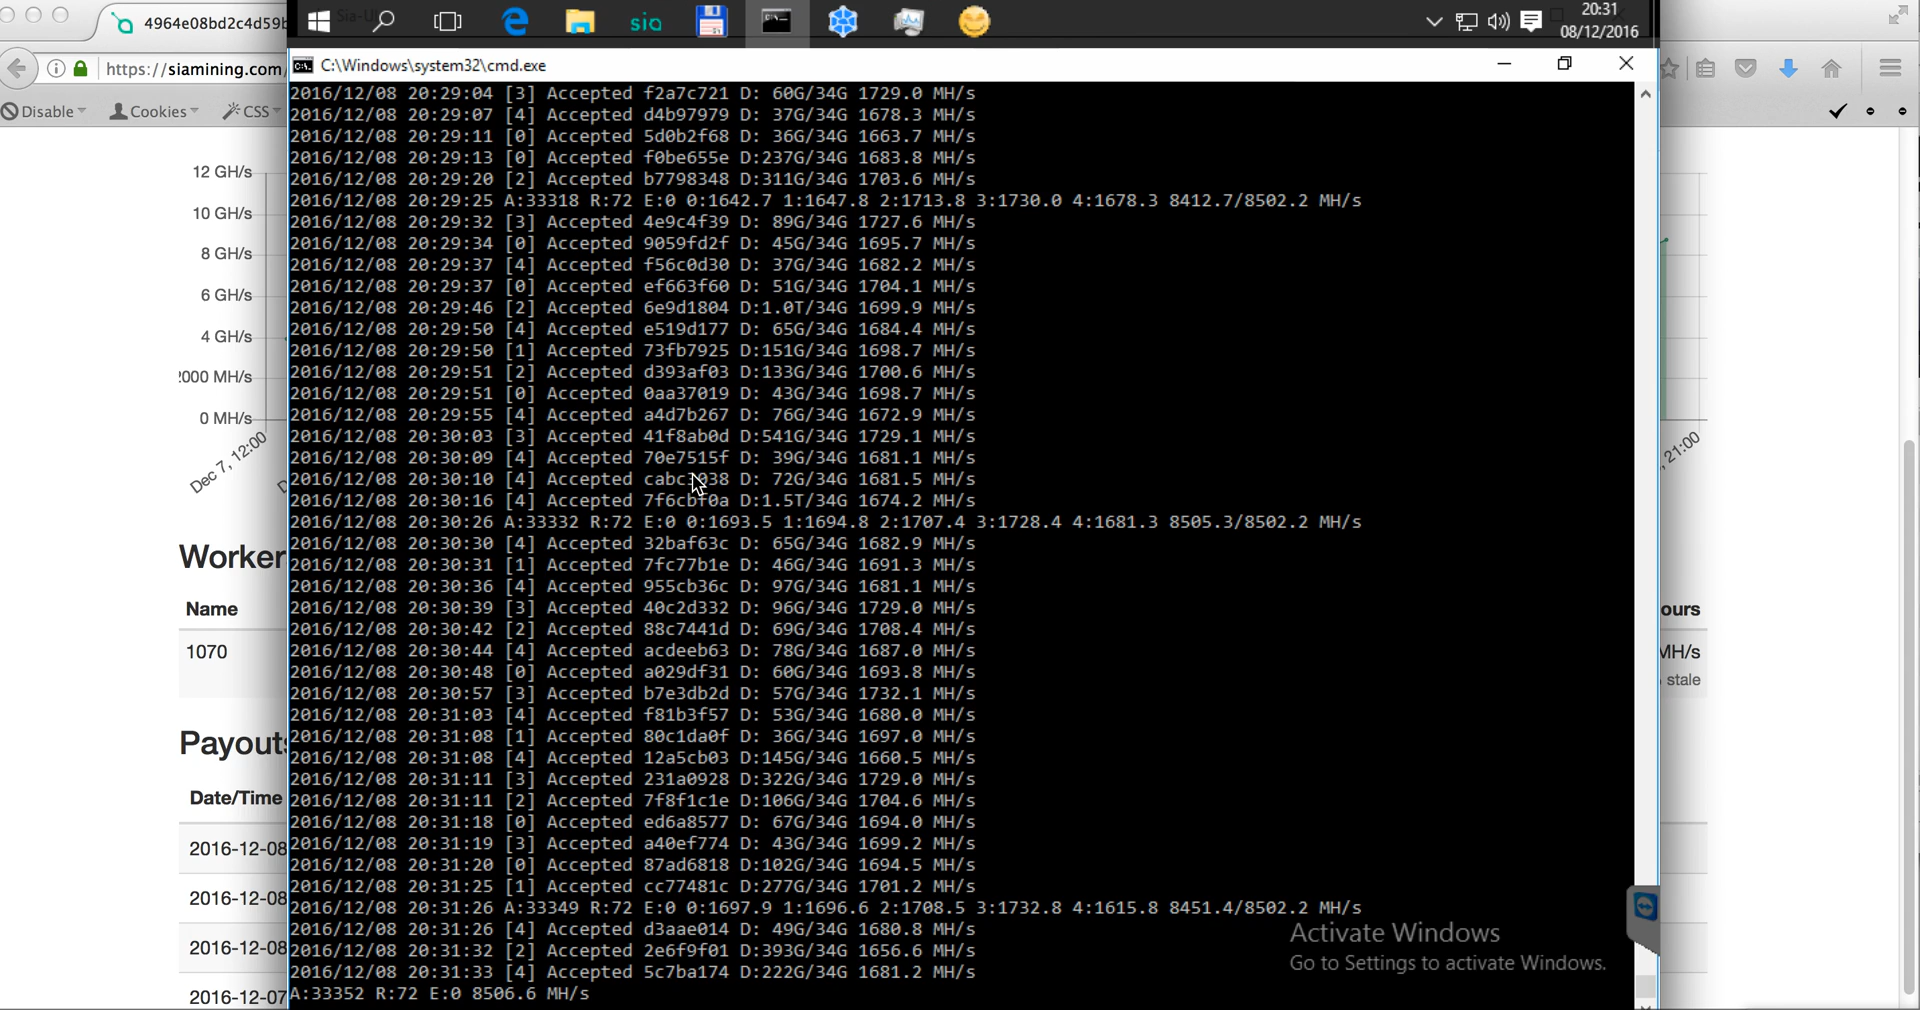 4964e08bd2c4d59b
https://siamining.com/
Disable
Cookies
CSS
sia
20:31
08/12/2016
C:\Windows\system32\cmd.exe
2016/12/08 20:29:04 [3] Accepted f2a7c721 D: 60G/34G 1729.0 MH/s
2016/12/08 20:29:07 [4] Accepted d4b97979 D: 37G/34G 1678.3 MH/s
2016/12/08 20:29:11 [0] Accepted 5d0b2f68 D: 36G/34G 1663.7 MH/s
2016/12/08 20:29:13 [0] Accepted f0be655e D:237G/34G 1683.8 MH/s
2016/12/08 20:29:20 [2] Accepted b7798348 D:311G/34G 1703.6 MH/s
2016/12/08 20:29:25 A:33318 R:72 E:0 0:1642.7 1:1647.8 2:1713.8 3:1730.0 4:1678.3 8412.7/8502.2 MH/s
2016/12/08 20:29:32 [3] Accepted 4e9c4f39 D: 89G/34G 1727.6 MH/s
2016/12/08 20:29:34 [0] Accepted 9059fd2f D: 45G/34G 1695.7 MH/s
2016/12/08 20:29:37 [4] Accepted f56c0d30 D: 37G/34G 1682.2 MH/s
2016/12/08 20:29:37 [0] Accepted ef663f60 D: 51G/34G 1704.1 MH/s
2016/12/08 20:29:46 [2] Accepted 6e9d1804 D:1.0T/34G 1699.9 MH/s
2016/12/08 20:29:50 [4] Accepted e519d177 D: 65G/34G 1684.4 MH/s
2016/12/08 20:29:50 [1] Accepted 73fb7925 D:151G/34G 1698.7 MH/s
2016/12/08 20:29:51 [2] Accepted d393af03 D:133G/34G 1700.6 MH/s
2016/12/08 20:29:51 [0] Accepted 0aa37019 D: 43G/34G 1698.7 MH/s
2016/12/08 20:29:55 [4] Accepted a4d7b267 D: 76G/34G 1672.9 MH/s
2016/12/08 20:30:03 [3] Accepted 41f8ab0d D:541G/34G 1729.1 MH/s
2016/12/08 20:30:09 [4] Accepted 70e7515f D: 39G/34G 1681.1 MH/s
2016/12/08 20:30:10 [4] Accepted D: 72G/34G 1681.5 MH/s
2016/12/08 20:30:16 [4] Accepted 7f6cbf0a D:1.5T/34G 1674.2 MH/s
2016/12/08 20:30:26 A:33332 R:72 E:0 0:1693.5 1:1694.8 2:1707.4 3:1728.4 4:1681.3 8505.3/8502.2 MH/s
2016/12/08 20:30:30 [4] Accepted 32baf63c D: 65G/34G 1682.9 MH/s
2016/12/08 20:30:31 [1] Accepted 7fc77b1e D: 46G/34G 1691.3 MH/s
2016/12/08 20:30:36 [4] Accepted 955cb36c D: 97G/34G 1681.1 MH/s
2016/12/08 20:30:39 [3] Accepted 40c2d332 D: 96G/34G 1729.0 MH/s
2016/12/08 20:30:42 [2] Accepted 88c7441d D: 69G/34G 1708.4 MH/s
2016/12/08 20:30:44 [4] Accepted acdeeb63 D: 78G/34G 1687.0 MH/s
2016/12/08 20:30:48 [0] Accepted a029df31 D: 60G/34G 1693.8 MH/s
2016/12/08 20:30:57 [3] Accepted b7e3db2d D: 57G/34G 1732.1 MH/s
2016/12/08 20:31:03 [4] Accepted f81b3f57 D: 53G/34G 1680.0 MH/s
2016/12/08 20:31:08 [1] Accepted 80c1da0f D: 36G/34G 1697.0 MH/s
2016/12/08 20:31:08 [4] Accepted 12a5cb03 D:145G/34G 1660.5 MH/s
2016/12/08 20:31:11 [3] Accepted 231a0928 D:322G/34G 1729.0 MH/s
2016/12/08 20:31:11 [2] Accepted 7f8f1c1e D:106G/34G 1704.6 MH/s
2016/12/08 20:31:18 [0] Accepted ed6a8577 D: 67G/34G 1694.0 MH/s
2016/12/08 20:31:19 [3] Accepted a40ef774 D: 43G/34G 1699.2 MH/s
2016/12/08 20:31:20 [0] Accepted 87ad6818 D:102G/34G 1694.5 MH/s
2016/12/08 20:31:25 [1] Accepted cc77481c D:277G/34G 1701.2 MH/s
2016/12/08 20:31:26 A:33349 R:72 E:0 0:1697.9 1:1696.6 2:1708.5 3:1732.8 4:1615.8 8451.4/8502.2 MH/s
2016/12/08 20:31:26 [4] Accepted d3aae014 D: 49G/34G 1680.8 MH/s
2016/12/08 20:31:32 [2] Accepted 2e6f9f01 D:393G/34G 1656.6 MH/s
2016/12/08 20:31:33 [4] Accepted 5c7ba174 D:222G/34G 1681.2 MH/s
A:33352 R:72 E:0 8506.6 MH/s
12 GH/s
10 GH/s
8 GH/s
6 GH/s
4 GH/s
2000 MH/s
0 MH/s
Dec 7, 12:00
, 21:00
Worker
Name
ours
1070
MH/s
stale
Payouts
Date/Time
2016-12-08
2016-12-08
2016-12-08
2016-12-07
Activate Windows
Go to Settings to activate Windows.